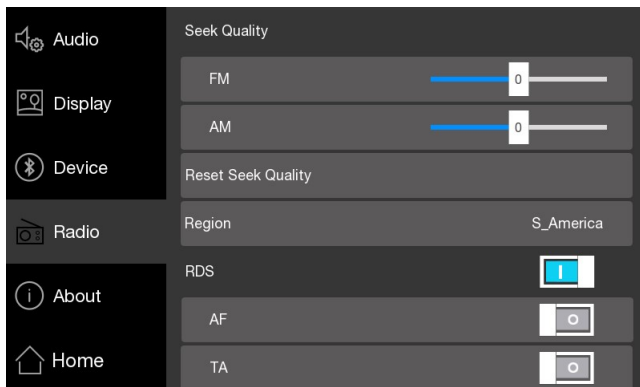 Audio
Display
Device
Radio
About
Home
Seek Quality
FM 0
AM 0
Reset Seek Quality
Region S_America
RDS
AF
TA